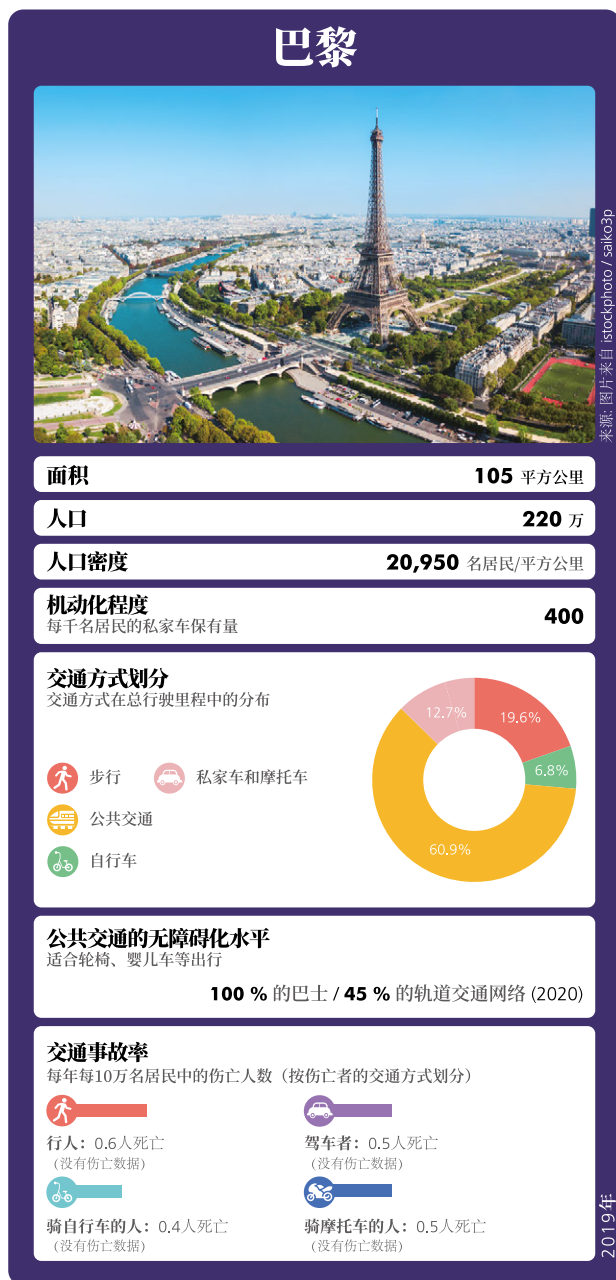 巴黎
来源: 图片来自 istockphoto / saiko3p
面积 105 平方公里
人口 220 万
人口密度 20,950 名居民/平方公里
机动化程度
每千名居民的私家车保有量
400
交通方式划分
交通方式在总行驶里程中的分布
12.7% 19.6%
6.8%
60.9%
步行 私家车和摩托车
公共交通
自行车
公共交通的无障碍化水平
适合轮椅、婴儿车等出行
100 % 的巴士 / 45 % 的轨道交通网络 (2020)
交通事故率
每年每10万名居民中的伤亡人数（按伤亡者的交通方式划分）
行人：0.6人死亡
（没有伤亡数据）
驾车者：0.5人死亡
（没有伤亡数据）
骑自行车的人：0.4人死亡
（没有伤亡数据）
骑摩托车的人：0.5人死亡
（没有伤亡数据）
2019年